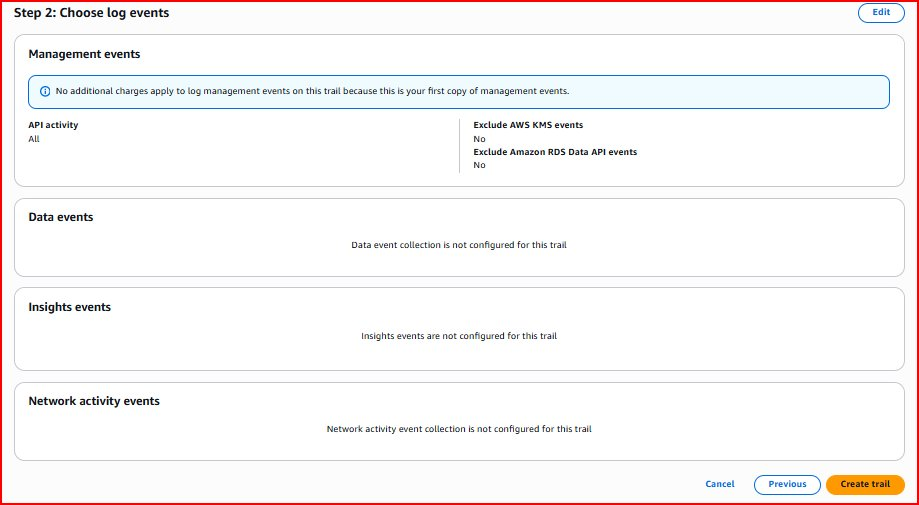 Step 2: Choose log events
Edit
Management events
No additional charges apply to log management events on this trail because this is your first copy of management events.
API activity
All
Exclude AWS KMS events
No
Exclude Amazon RDS Data API events
No
Data events
Data event collection is not configured for this trail
Insights events
Insights events are not configured for this trail
Network activity events
Network activity event collection is not configured for this trail
Cancel
Previous
Create trail